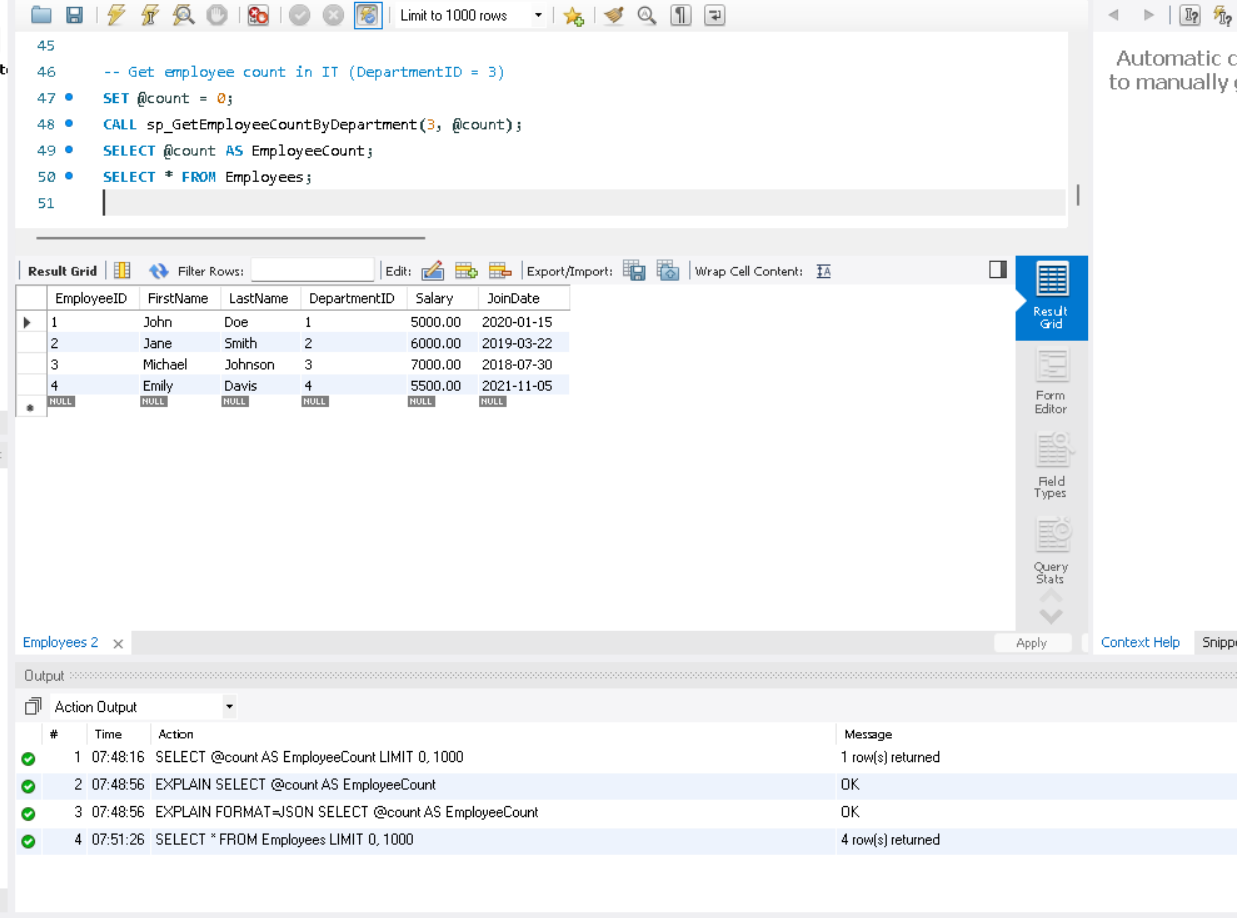 Limit to 1000 rows
45
46 -- Get employee count in IT (DepartmentID = 3)
47 SET @count = 0;
48 CALL sp_GetEmployeeCountByDepartment(3, @count);
49 SELECT @count AS EmployeeCount;
50 SELECT * FROM Employees;
51
Automatic c
to manually g
Result Grid Filter Rows: Edit: Export/Import: Wrap Cell Content: IA
EmployeeID FirstName LastName DepartmentID Salary JoinDate
1 John Doe 1 5000.00 2020-01-15
2 Jane Smith 2 6000.00 2019-03-22
3 Michael Johnson 3 7000.00 2018-07-30
4 Emily Davis 4 5500.00 2021-11-05
NULL NULL NULL NULL NULL NULL
Result
Grid
Form
Editor
Field
Types
Query
Stats
Employees 2
Apply
Context Help Snippe
Output
Action Output
# Time Action Message
1 07:48:16 SELECT @count AS EmployeeCount LIMIT 0, 1000 1 row(s) returned
2 07:48:56 EXPLAIN SELECT @count AS EmployeeCount OK
3 07:48:56 EXPLAIN FORMAT=JSON SELECT @count AS EmployeeCount OK
4 07:51:26 SELECT * FROM Employees LIMIT 0, 1000 4 row(s) returned